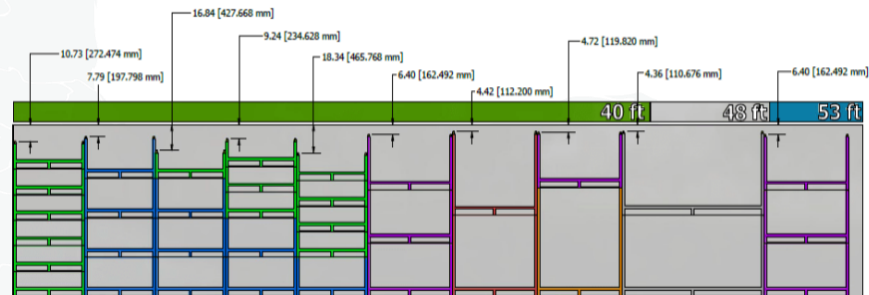 16.84 [427.668 mm]
9.24 [234.628 mm]
4.72 [119.820 mm]
10.73 [272.474 mm]
18.34 [465.768 mm]
7.79 [197.798 mm]
6.40 [162.492 mm]
4.36 [110.676 mm]
6.40 [162.492 mm]
4.42 [112.200 mm]
40 ft
48 ft
53 ft